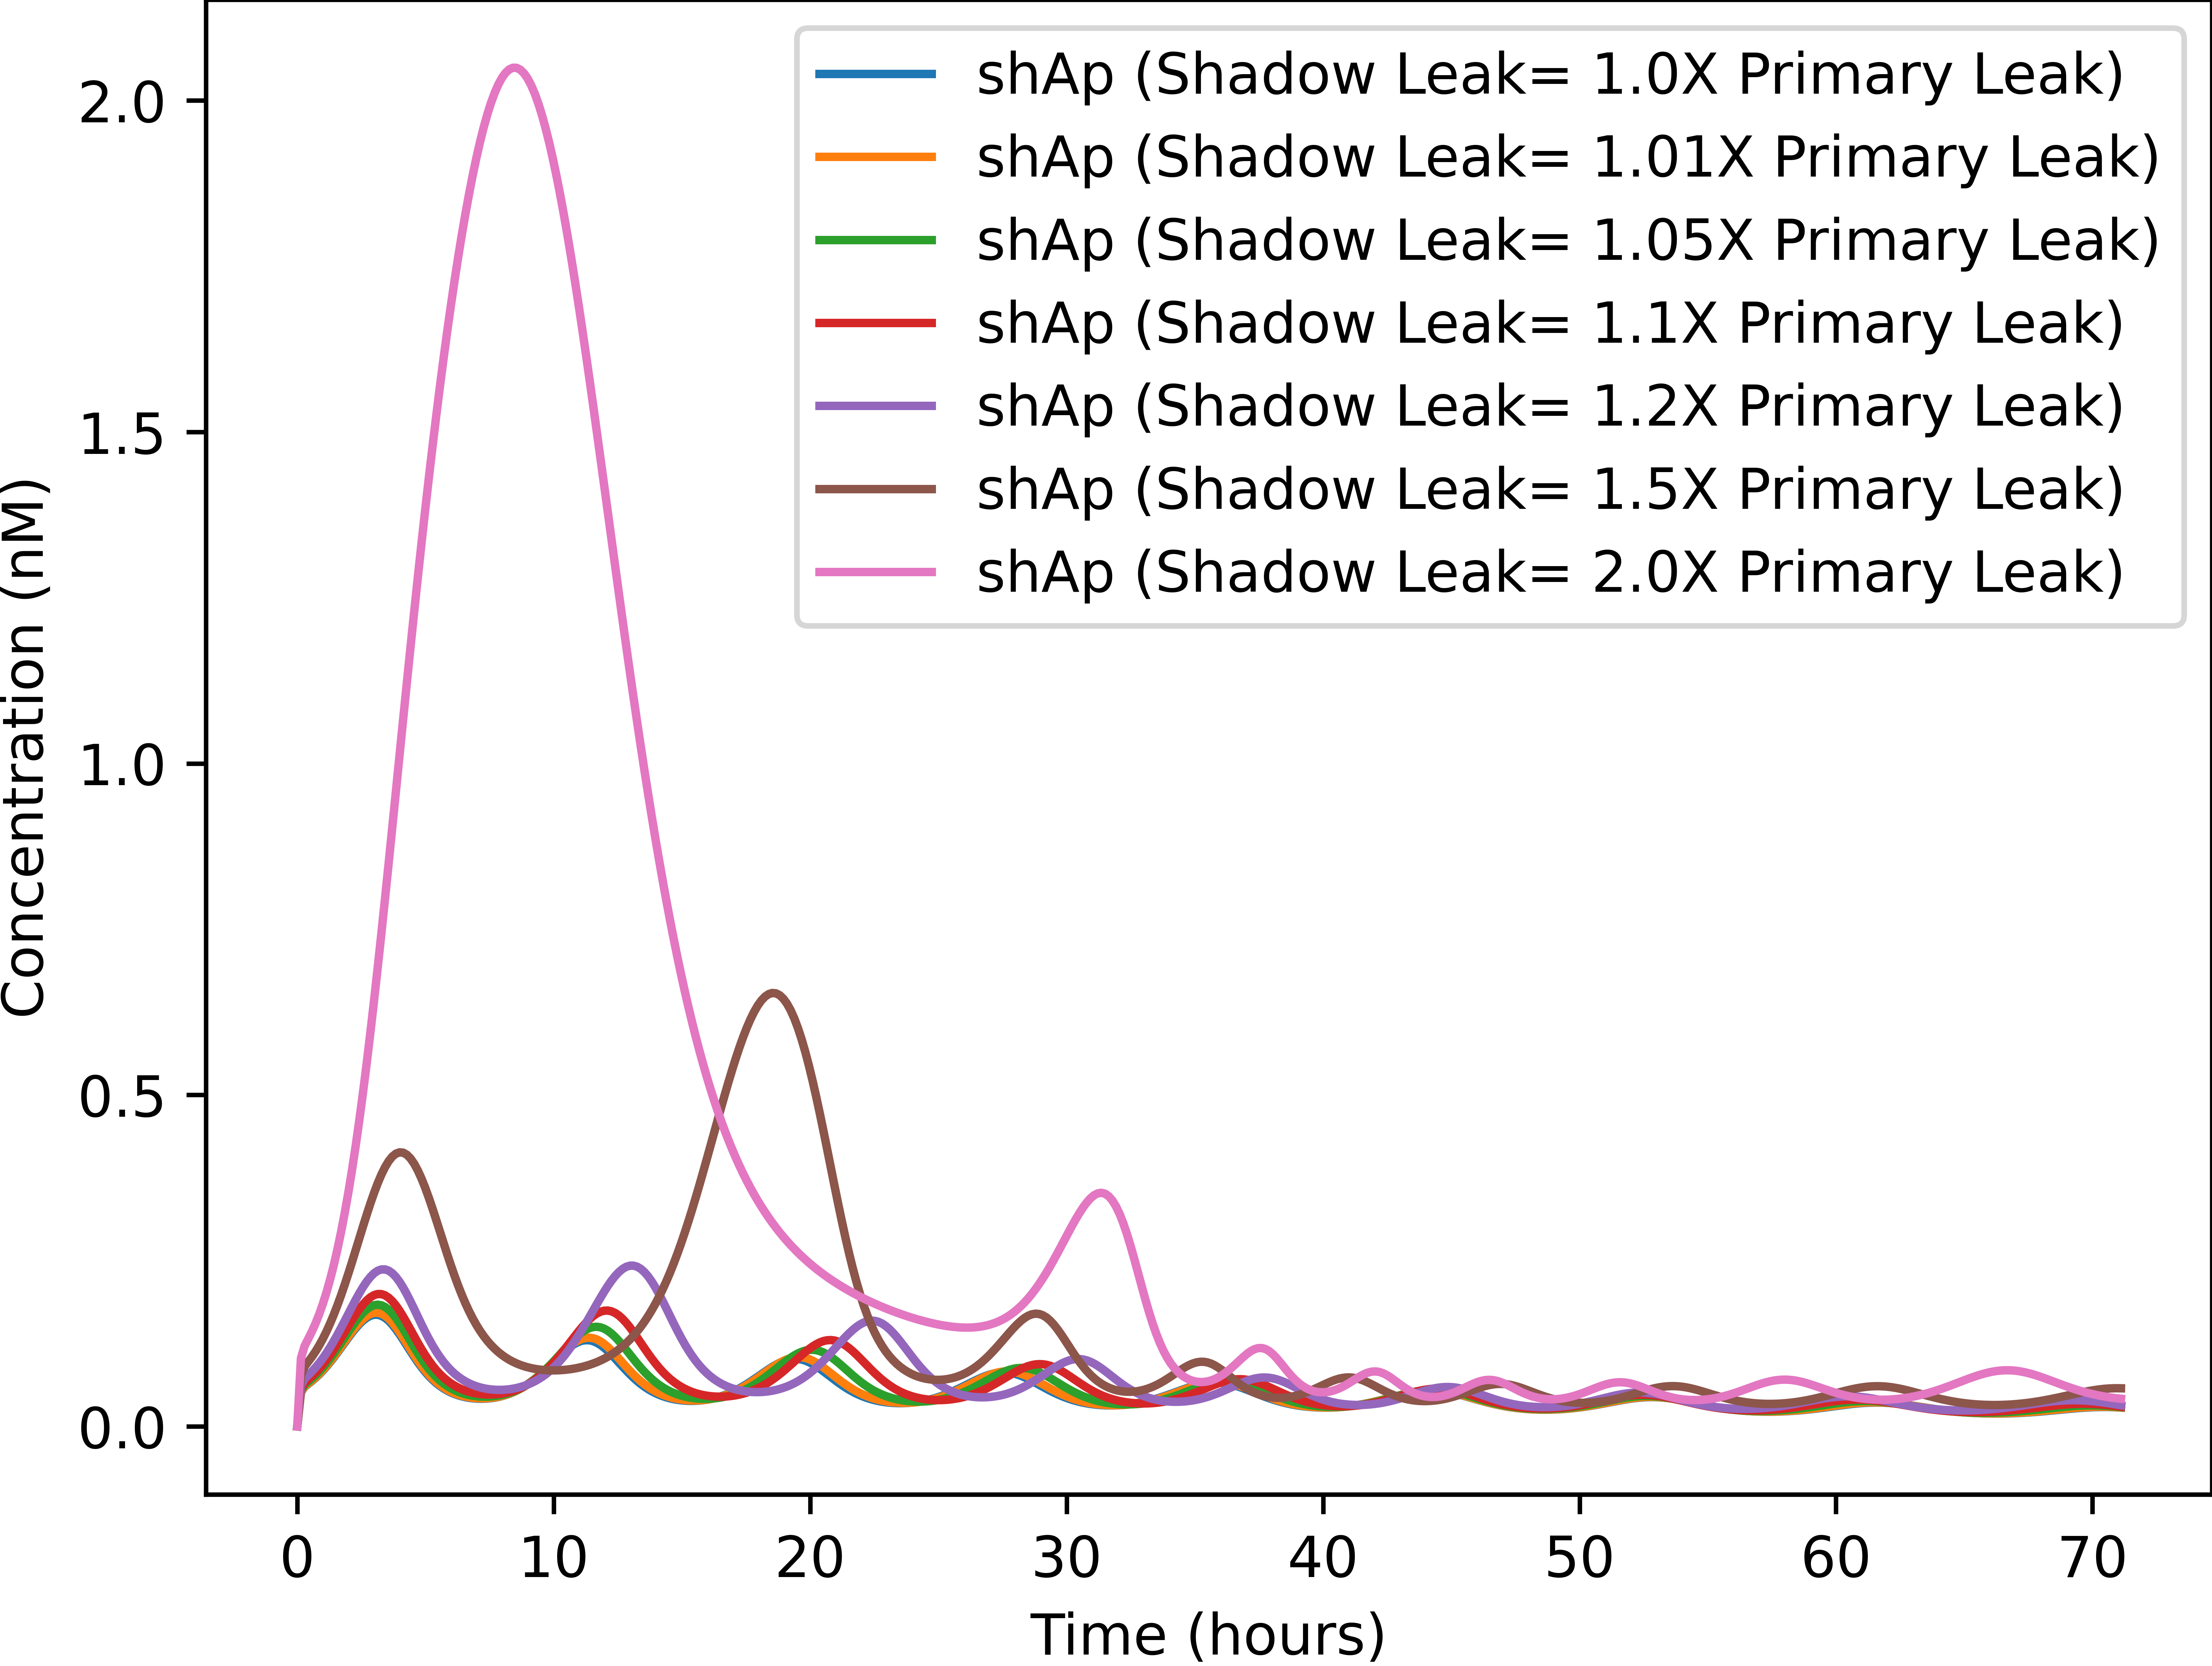 Concentration (nM)
2.0
1.5
1.0
0.5
0.0
shAp (Shadow Leak= 1.0X Primary Leak)
shAp (Shadow Leak= 1.01X Primary Leak)
shAp (Shadow Leak= 1.05X Primary Leak)
shAp (Shadow Leak= 1.1X Primary Leak)
shAp (Shadow Leak= 1.2X Primary Leak)
shAp (Shadow Leak= 1.5X Primary Leak)
shAp (Shadow Leak= 2.0X Primary Leak)
0 10 20 30 40 50 60 70
Time (hours)